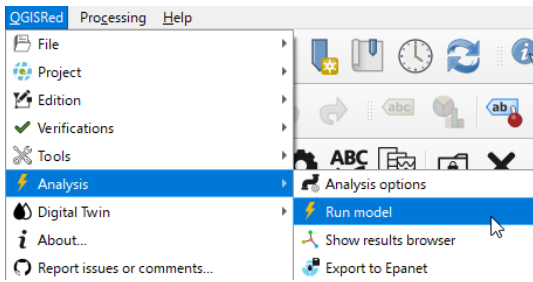 QGISRed Processing Help
File
Project
Edition
Verifications
Tools
Analysis
Digital Twin
About...
Report issues or comments...
abc
ab
ABC
Analysis options
Run model
Show results browser
Export to Epanet